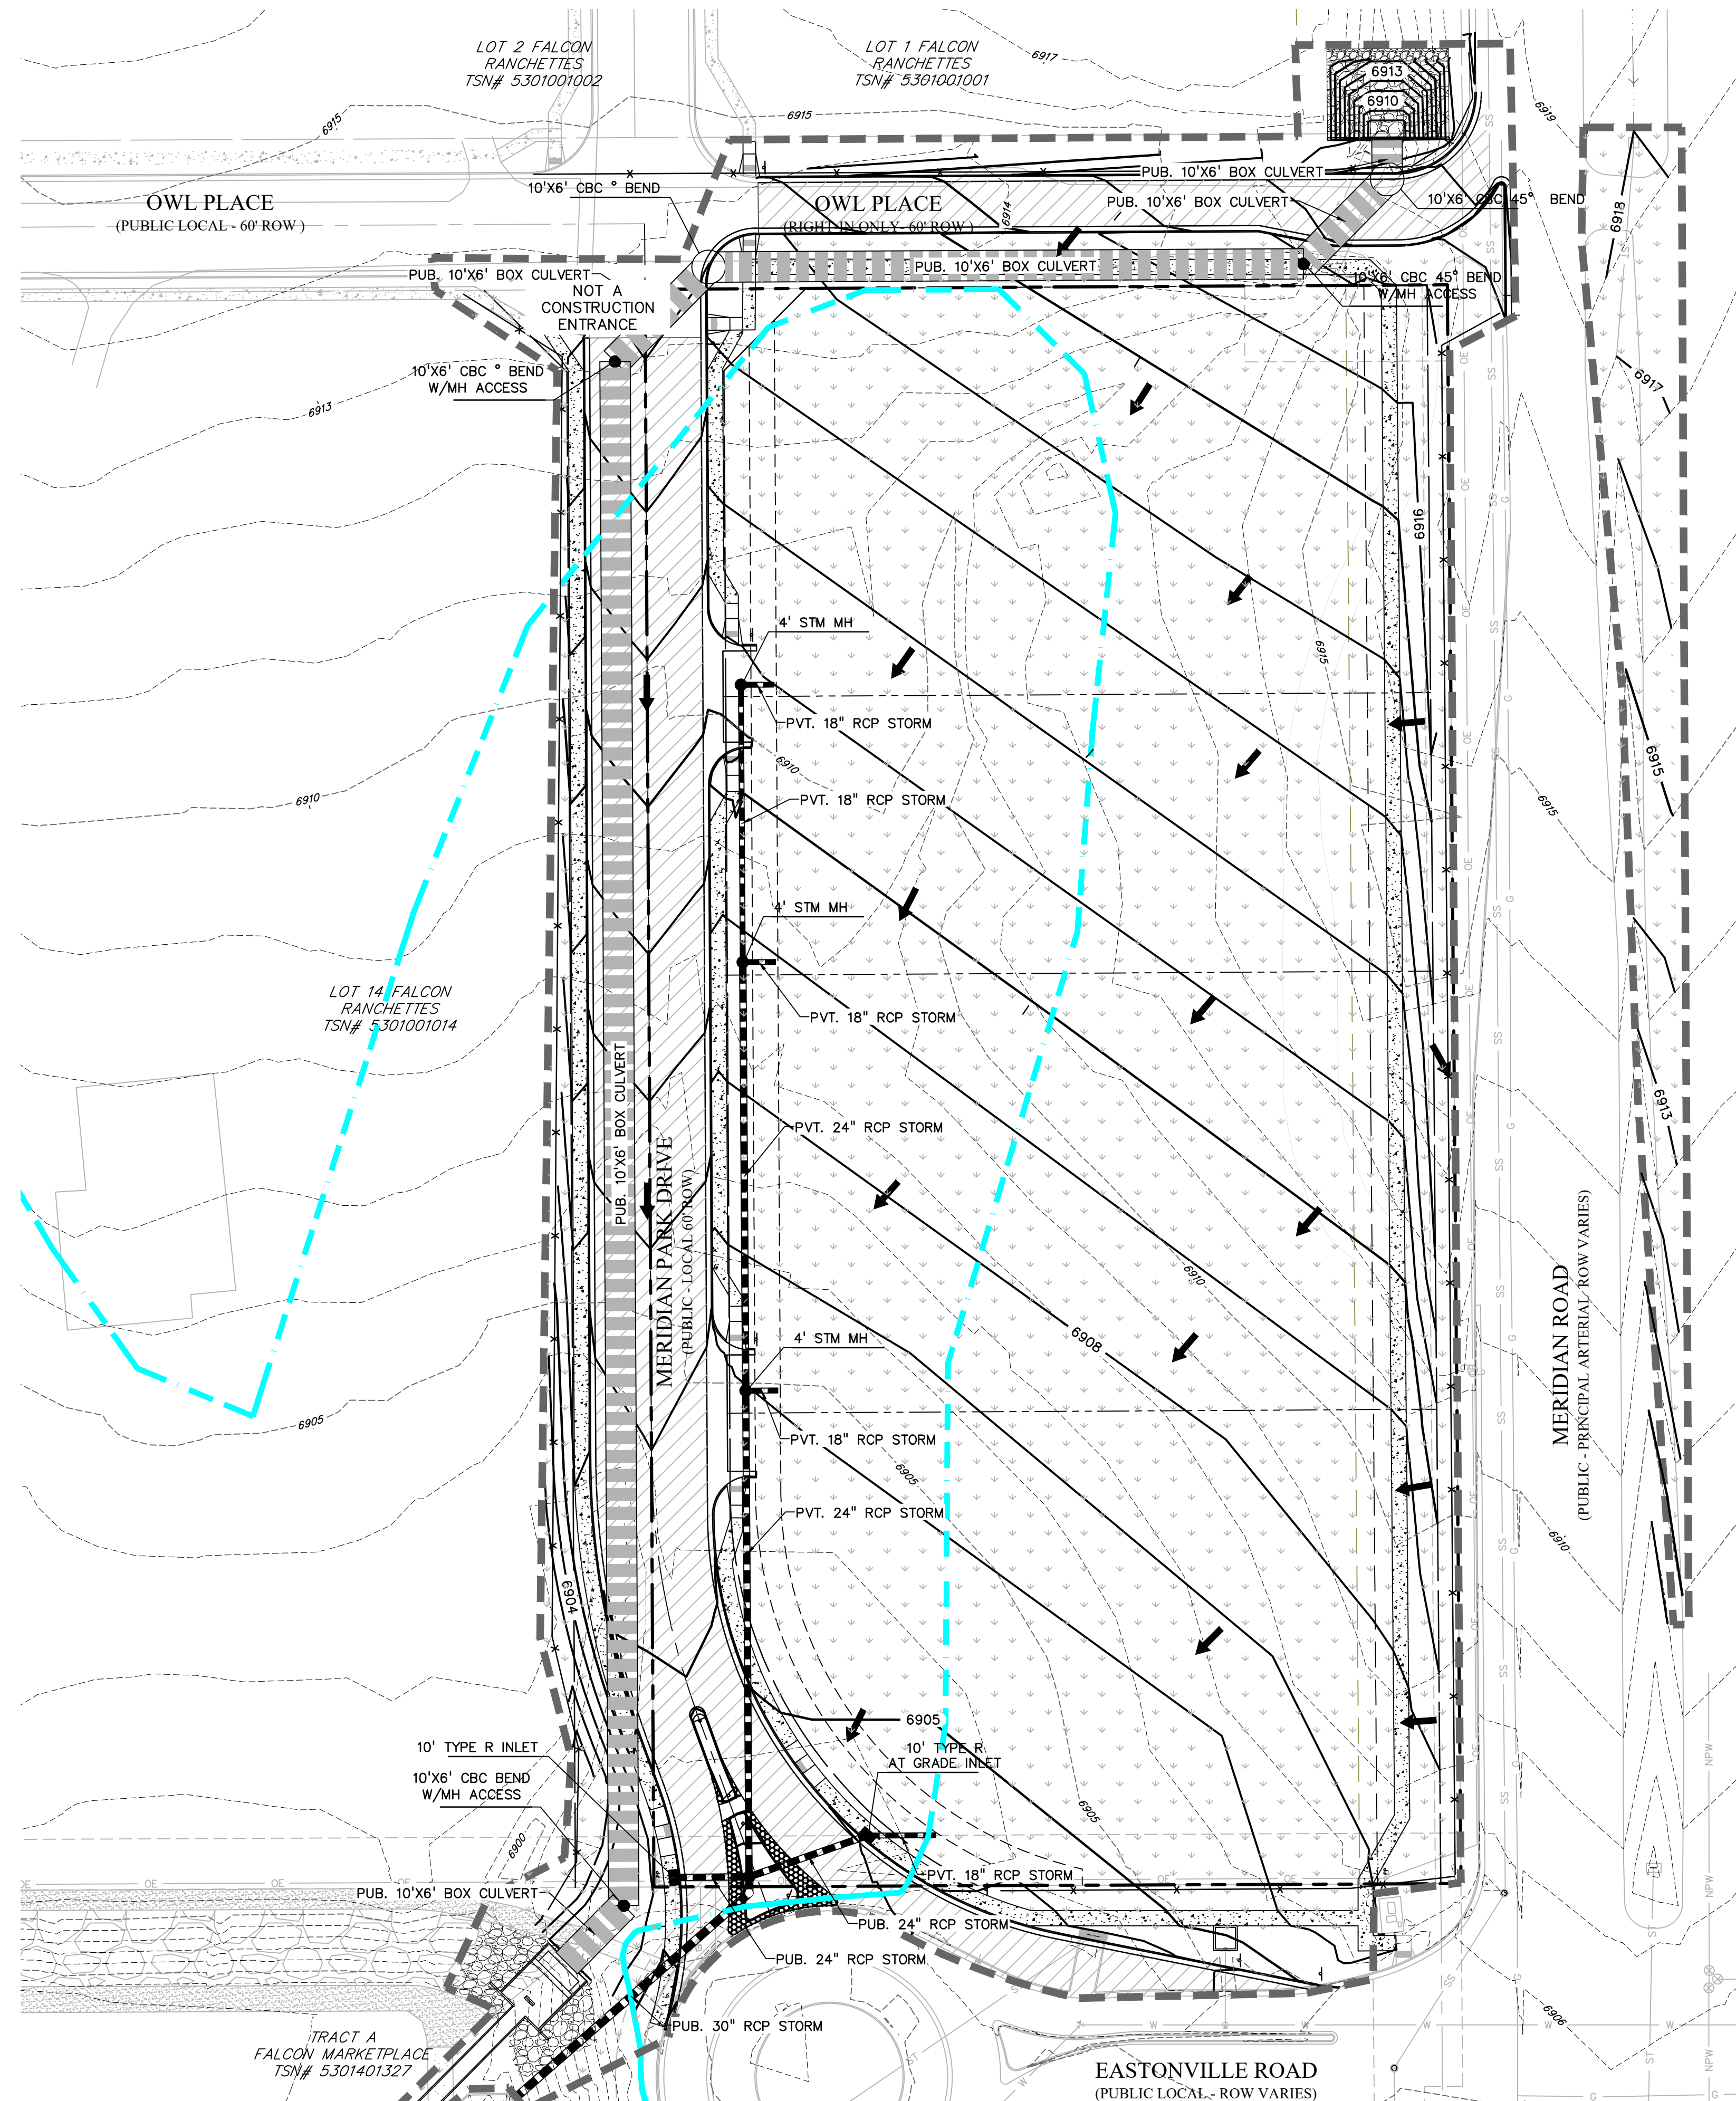 LOT 2 FALCON
RANCHETTES
TSN# 5301001002
LOT 1 FALCON
RANCHETTES
TSN# 5301001001
6917
6913
6910
6915
6915
6919
SS
OWL PLACE
(PUBLIC LOCAL - 60' ROW )
10'X6' CBC ° BEND
OWL PLACE
(RIGHT-IN ONLY- 60' ROW )
6914
PUB. 10'X6' BOX CULVERT
PUB. 10'X6' BOX CULVERT
10'X6' CBC 45° BEND
6918
PUB. 10'X6' BOX CULVERT
NOT A
CONSTRUCTION
ENTRANCE
PUB. 10'X6' BOX CULVERT
10'X6' CBC 45° BEND
W/MH ACCESS
10'X6' CBC ° BEND
W/MH ACCESS
6913
6917
6916
4' STM MH
6915
PVT. 18" RCP STORM
6910
6910
PVT. 18" RCP STORM
6915
6915
4' STM MH
LOT 14 FALCON
RANCHETTES
TSN# 5301001014
PVT. 18" RCP STORM
PUB. 10'X6' BOX CULVERT
MERIDIAN PARK DRIVE
(PUBLIC - LOCAL 60' ROW)
PVT. 24" RCP STORM
6913
6910
MERIDIAN ROAD
(PUBLIC - PRINCIPAL ARTERIAL ROW VARIES)
4' STM MH
6908
6905
PVT. 18" RCP STORM
6905
PVT. 24" RCP STORM
6910
6904
6905
10' TYPE R INLET
10' TYPE R
AT GRADE INLET
10'X6' CBC BEND
W/MH ACCESS
6905
6900
OE
PUB. 10'X6' BOX CULVERT
PVT. 18" RCP STORM
PUB. 24" RCP STORM
PUB. 24" RCP STORM
PUB. 30" RCP STORM
NPW
6906
TRACT A
FALCON MARKETPLACE
TSN# 5301401327
EASTONVILLE ROAD
(PUBLIC LOCAL - ROW VARIES)